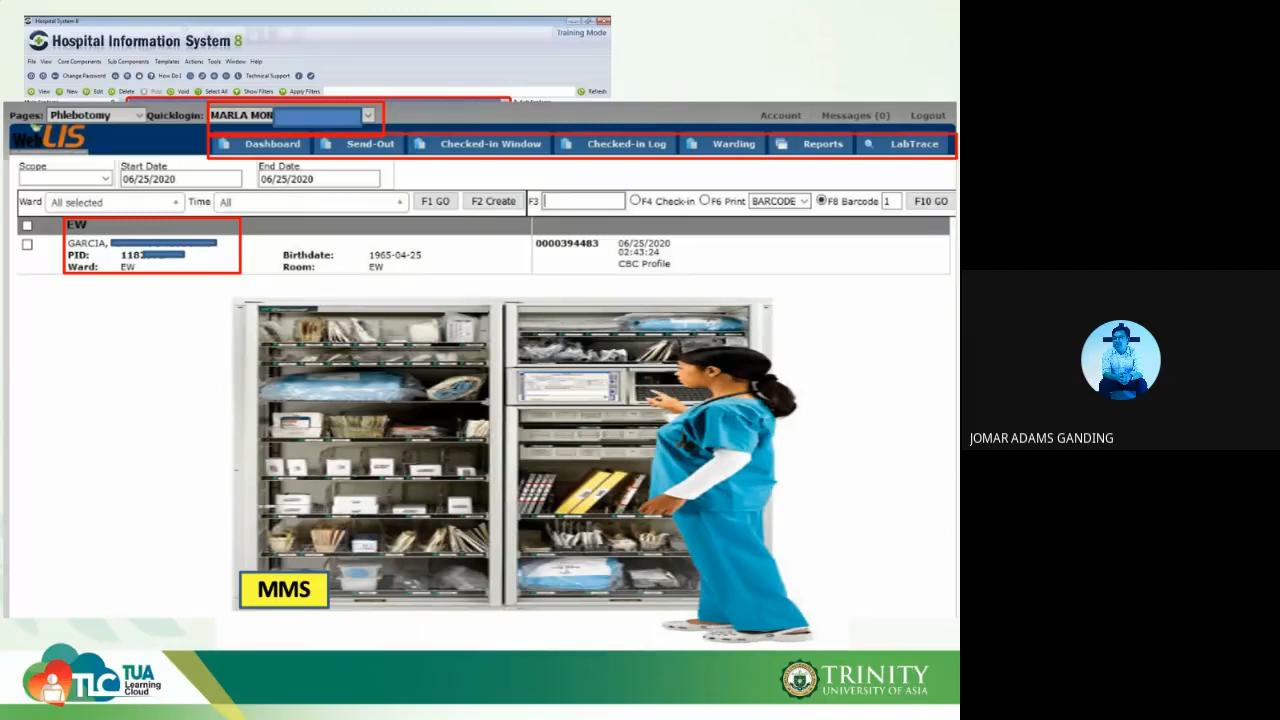 Hospital System 8
Hospital Information System 8
Training Mode
File View Core Components Sub Components Templates Actions Tools Window Help
Change Password How Do I Technical Support
View New Edit Delete Post Void Select All Show Filters Apply Filters Refresh
Pages: Phlebotomy Quicklogin: MARLA MON Account Messages (0) Logout
Web LIS Dashboard Send-Out Checked-in Window Checked-in Log Warding Reports LabTrace
Scope Start Date End Date
06/25/2020 06/25/2020
Ward All selected Time All F1 GO F2 Create F3 F4 Check-in F6 Print BARCODE F8 Barcode 1 F10 GO
EW
GARCIA, 0000394483 06/25/2020
02:43:24
PID: 118 Birthdate: 1965-04-25
CBC Profile
Ward: EW Room: EW
MMS
JOMAR ADAMS GANDING
TLC TUA Learning Cloud
TRINITY
UNIVERSITY OF ASIA